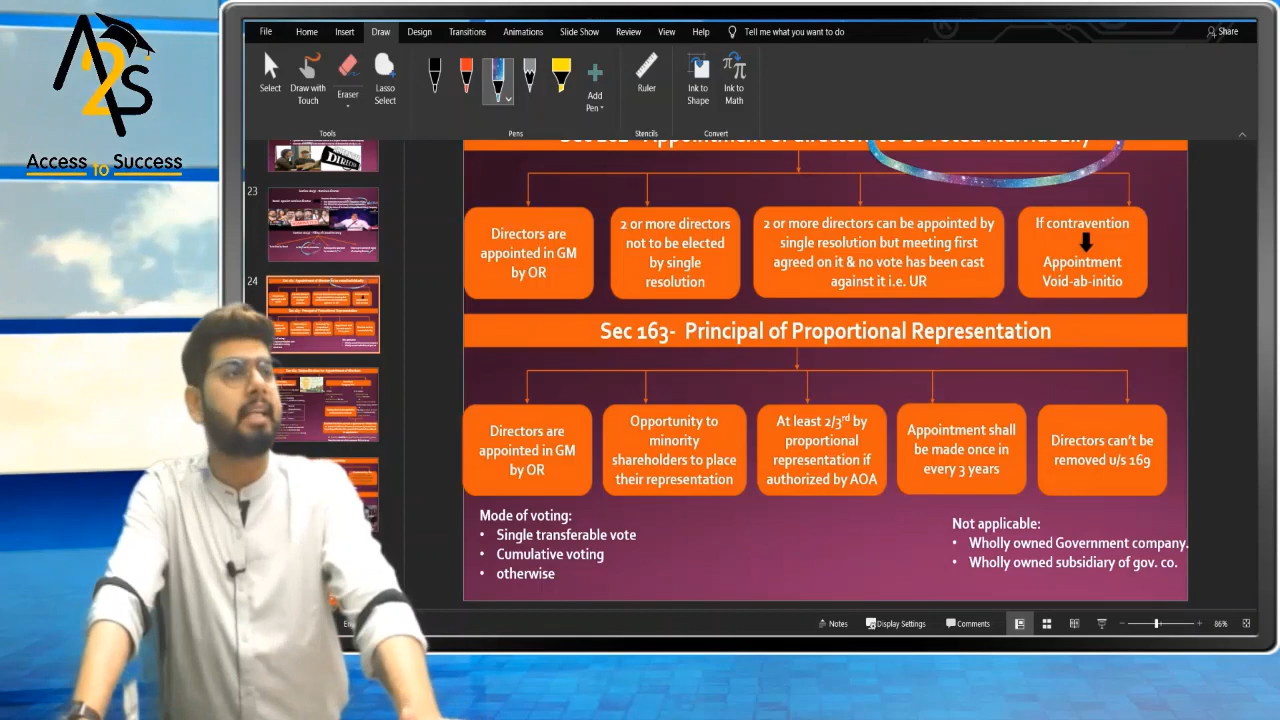 A2S
Access to Success
File Home Insert Draw Design Transitions Animations Slide Show Review View Help Tell me what you want to do Share
Select
Draw with Touch
Eraser
Lasso Select
Add Pen
Ruler
Ink to Shape
Ink to Math
Tools
Pens
Stencils
Convert
23
24
to be voted individually
Directors are
appointed in GM
by OR
2 or more directors
not to be elected
by single
resolution
2 or more directors can be appointed by
single resolution but meeting first
agreed on it & no vote has been cast
against it i.e. UR
If contravention
Appointment
Void-ab-initio
Sec 163- Principal of Proportional Representation
Directors are
appointed in GM
by OR
Opportunity to
minority
shareholders to place
their representation
At least 2/3rd by
proportional
representation if
authorized by AOA
Appointment shall
be made once in
every 3 years
Directors can't be
removed u/s 169
Mode of voting:
• Single transferable vote
• Cumulative voting
• otherwise
Not applicable:
• Wholly owned Government company.
• Wholly owned subsidiary of gov. co.
Notes Display Settings Comments 86%